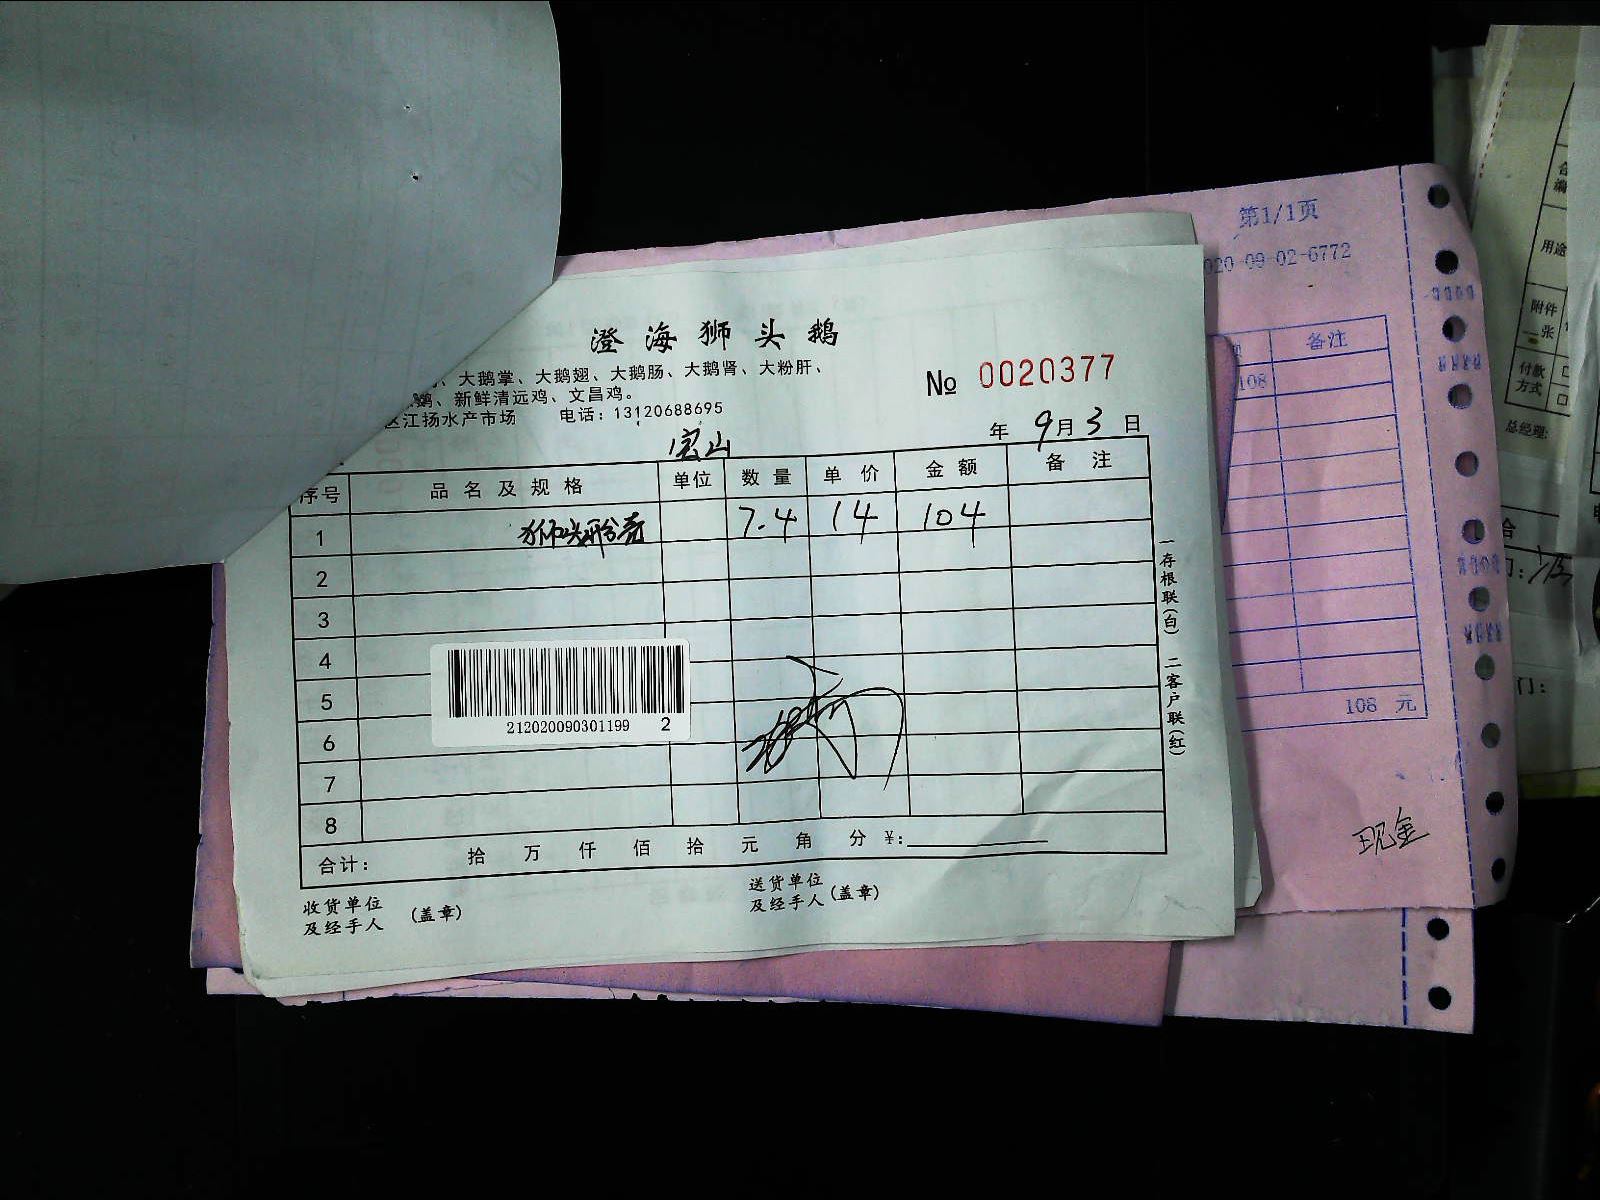 澄海狮头鹅
、大鹅掌、大鹅翅、大鹅肠、大鹅肾、大粉肝、
、新鲜清远鸡、文昌鸡。
区江扬水产市场 电话：13120688695
№ 0020377
宝山
年 9月 3 日
序号 品名及规格 单位 数量 单价 金额 备注
1 7.4 14 104
2
3
4
5
6
7
8
212020090301199 2
合计： 拾 万 仟 佰 拾 元 角 分 ¥:
收货单位
及经手人 （盖章）
送货单位
及经手人（盖章）
一存根联（白） 二客户联（红）
第1/1页
020-09-02-6772
备注
108
108 元
现金
用途
附件
一张
付款
方式
总经理: